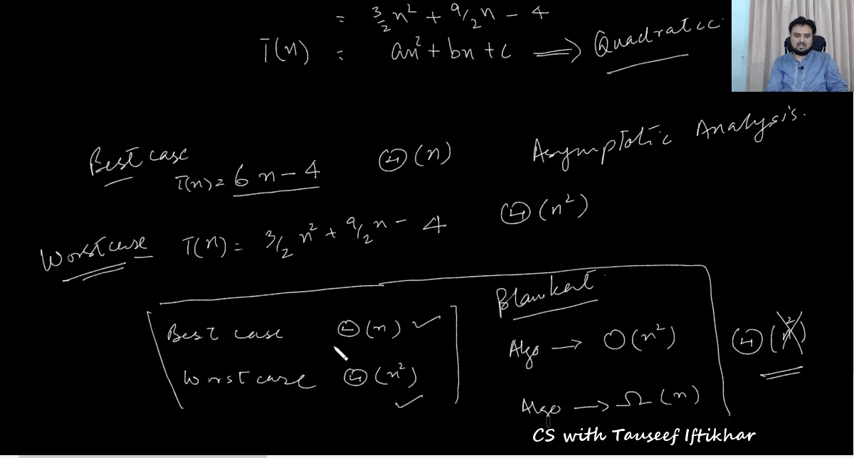 = 3/2 n² + 9/2 n - 4
T(n) = an² + bn + c ⟹ Quadratic.
Best case T(n) = 6n - 4 Θ(n) Asymptotic Analysis.
Worst case T(n) = 3/2 n² + 9/2 n - 4 Θ(n²)
Blanket
Best case Θ(n) ✓
Algo → O(n²) Θ(n²)
Worst case Θ(n²) ✓
Algo → Ω(n)
CS with Tauseef Iftikhar